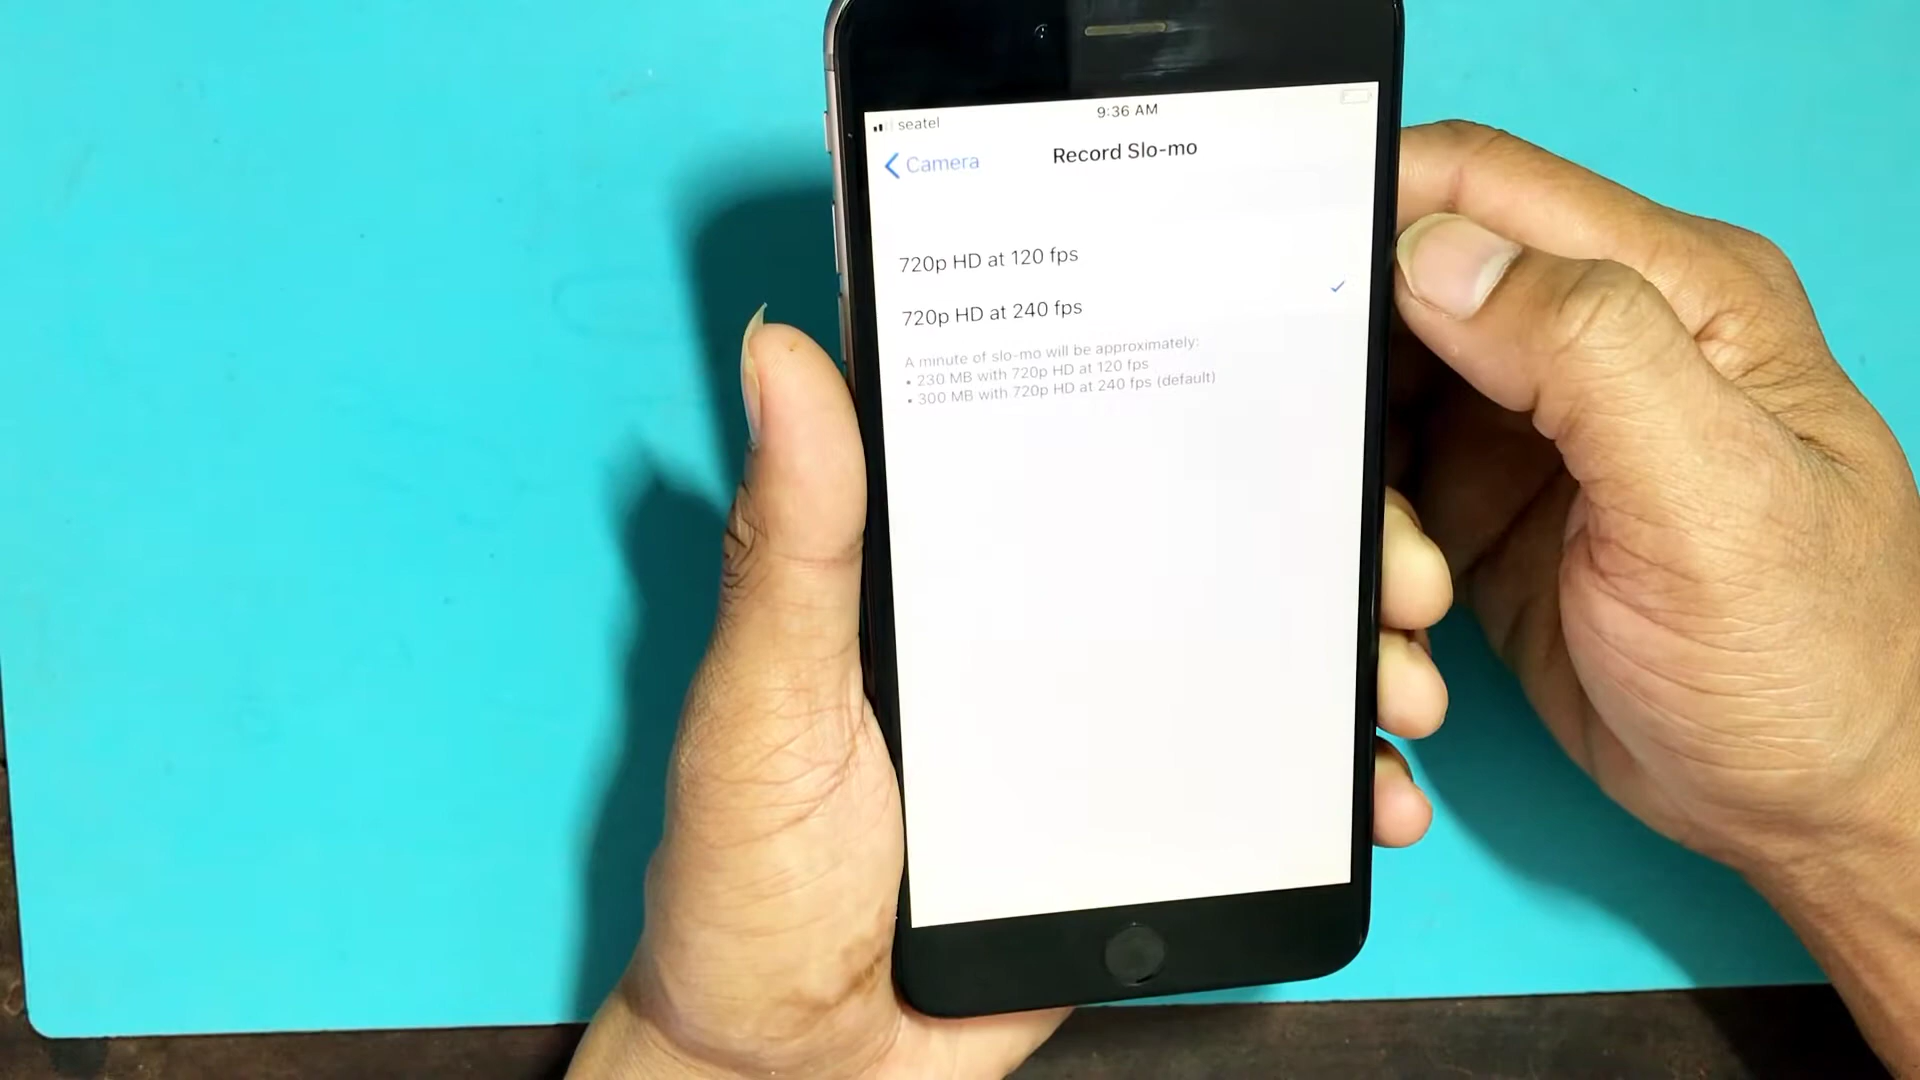 seatel
9:36 AM
Camera
Record Slo-mo
720p HD at 120 fps
720p HD at 240 fps
A minute of slo-mo will be approximately:
• 230 MB with 720p HD at 120 fps
• 300 MB with 720p HD at 240 fps (default)